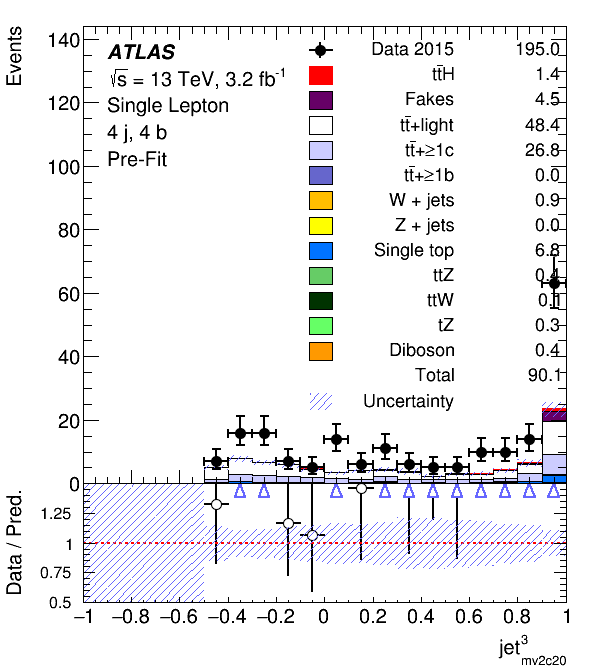 Events
140
120
100
80
60
40
20
0
ATLAS
√s = 13 TeV, 3.2 fb-1
Single Lepton
4 j, 4 b
Pre-Fit
Data 2015 195.0
tt̄H 1.4
Fakes 4.5
tt̄+light 48.4
tt̄+≥1c 26.8
tt̄+≥1b 0.0
W + jets 0.9
Z + jets 0.0
Single top 6.8
ttZ 0.4
ttW 0.1
tZ 0.3
Diboson 0.4
Total 90.1
Uncertainty
Data / Pred.
1.25
1
0.75
0.5
−1 −0.8 −0.6 −0.4 −0.2 0 0.2 0.4 0.6 0.8 1
jet3mv2c20